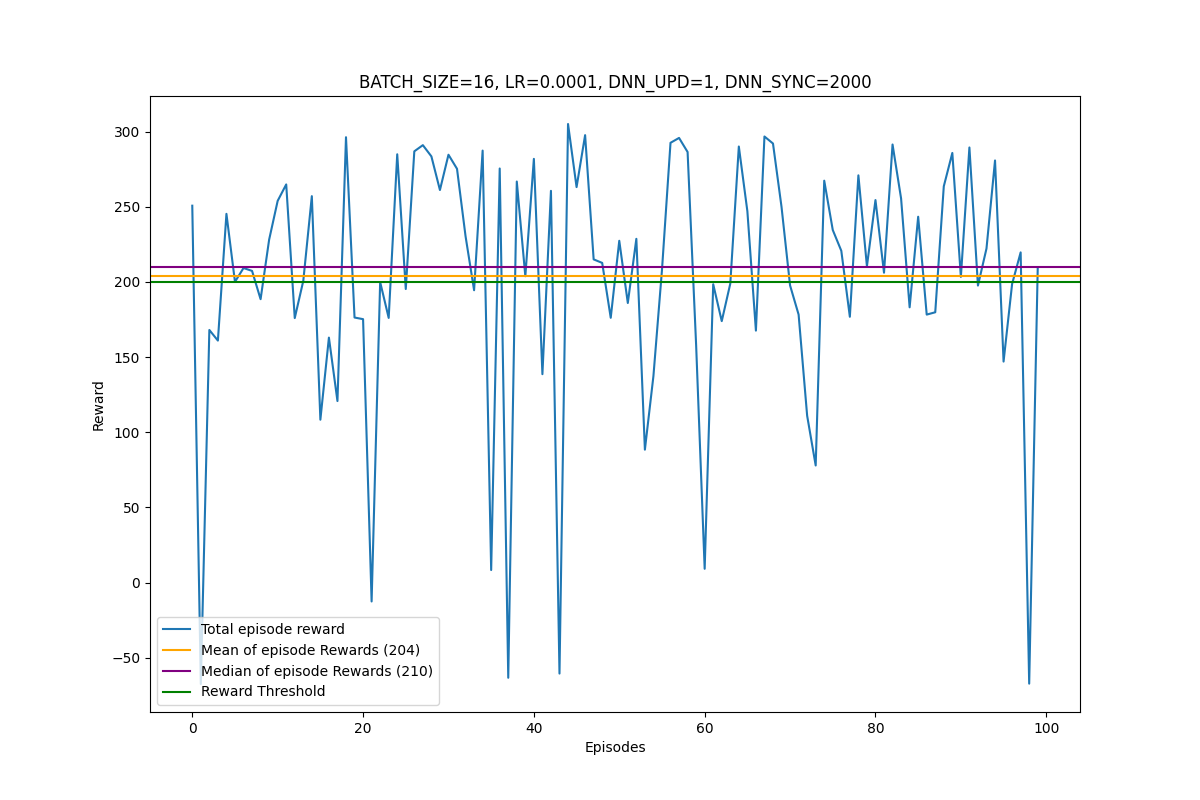 BATCH_SIZE=16, LR=0.0001, DNN_UPD=1, DNN_SYNC=2000
300
250
200
150
100
50
0
−50
Reward
Total episode reward
Mean of episode Rewards (204)
Median of episode Rewards (210)
Reward Threshold
0 20 40 60 80 100
Episodes